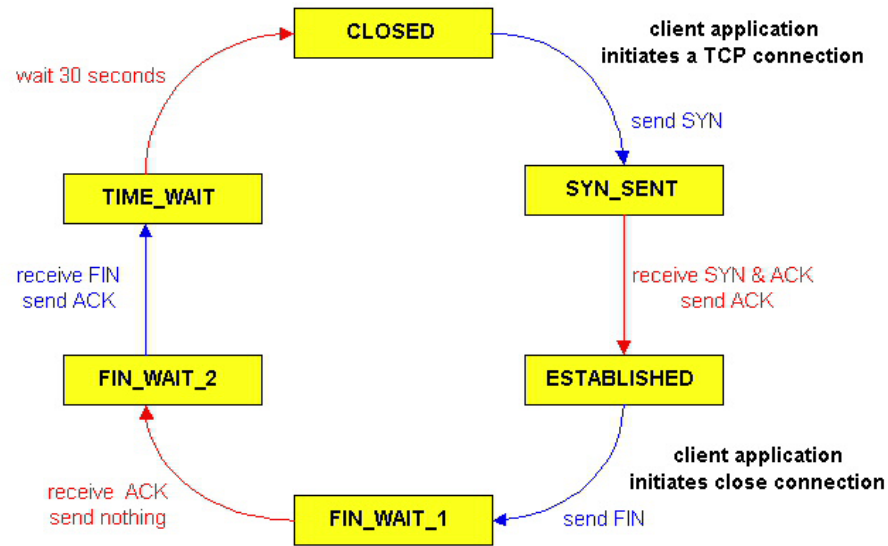 CLOSED
client application
initiates a TCP connection
wait 30 seconds
send SYN
TIME_WAIT
SYN_SENT
receive FIN
send ACK
receive SYN & ACK
send ACK
FIN_WAIT_2
ESTABLISHED
client application
initiates close connection
receive ACK
send nothing
FIN_WAIT_1
send FIN